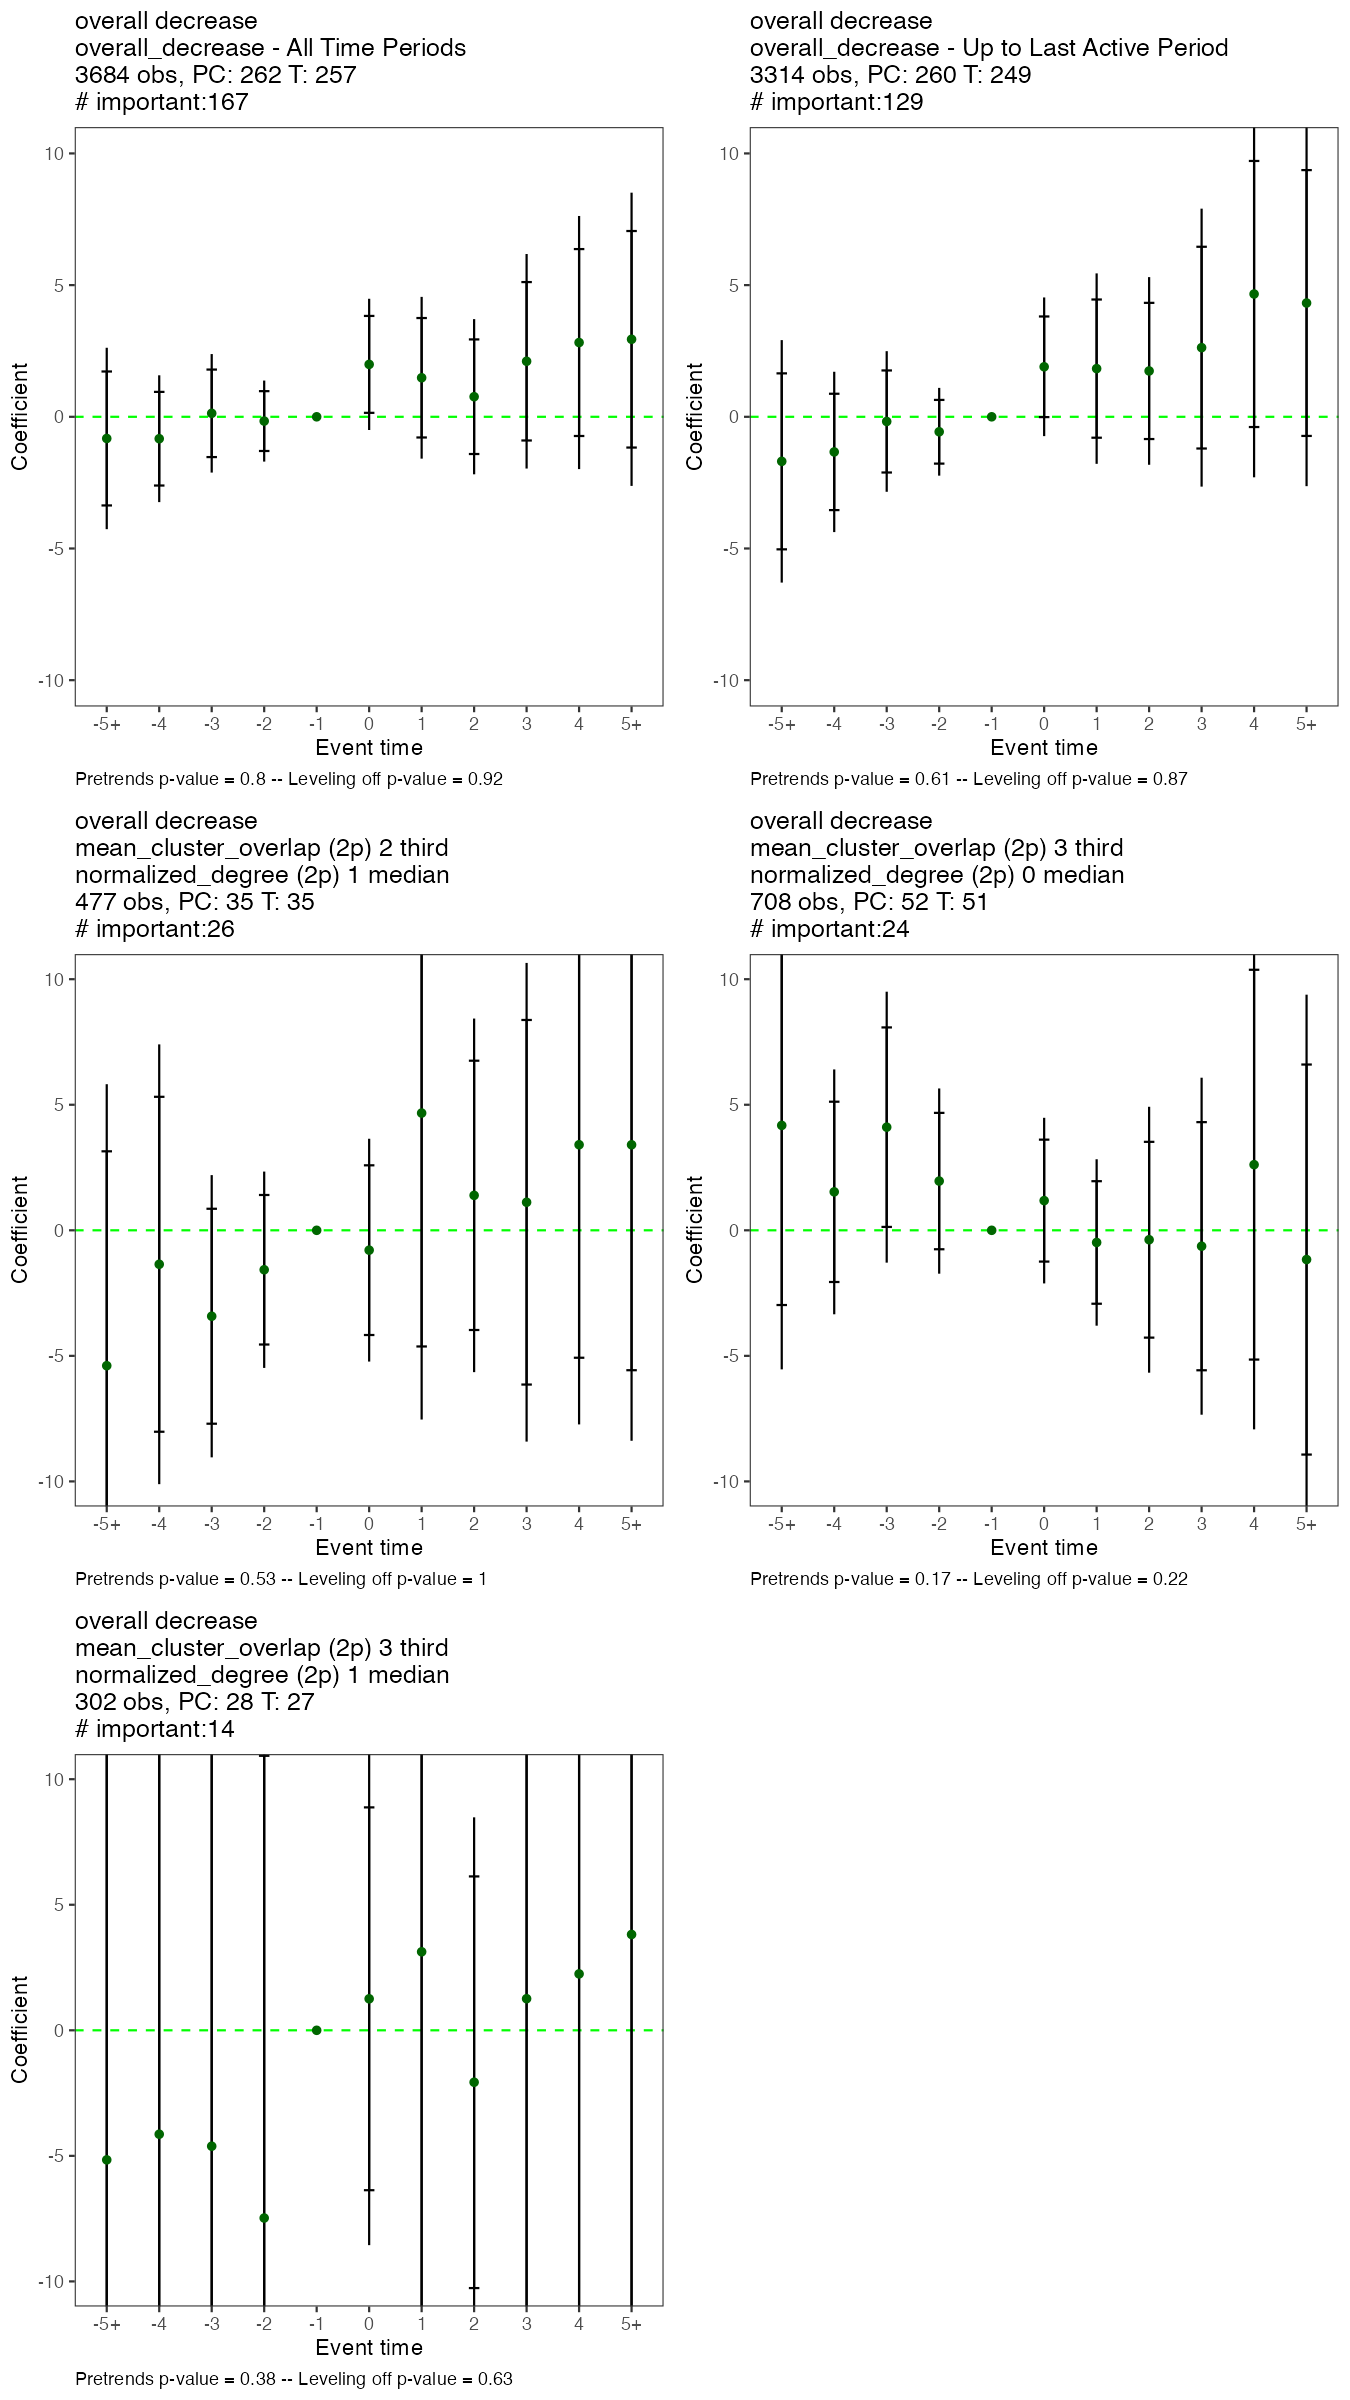 overall decrease
overall_decrease - All Time Periods
3684 obs, PC: 262 T: 257
# important:167
10
5
0
-5
-10
Coefficient
-5+ -4 -3 -2 -1 0 1 2 3 4 5+
Event time
Pretrends p-value = 0.8 -- Leveling off p-value = 0.92
overall decrease
overall_decrease - Up to Last Active Period
3314 obs, PC: 260 T: 249
# important:129
10
5
0
-5
-10
Coefficient
-5+ -4 -3 -2 -1 0 1 2 3 4 5+
Event time
Pretrends p-value = 0.61 -- Leveling off p-value = 0.87
overall decrease
mean_cluster_overlap (2p) 2 third
normalized_degree (2p) 1 median
477 obs, PC: 35 T: 35
# important:26
10
5
0
-5
-10
Coefficient
-5+ -4 -3 -2 -1 0 1 2 3 4 5+
Event time
Pretrends p-value = 0.53 -- Leveling off p-value = 1
overall decrease
mean_cluster_overlap (2p) 3 third
normalized_degree (2p) 0 median
708 obs, PC: 52 T: 51
# important:24
10
5
0
-5
-10
Coefficient
-5+ -4 -3 -2 -1 0 1 2 3 4 5+
Event time
Pretrends p-value = 0.17 -- Leveling off p-value = 0.22
overall decrease
mean_cluster_overlap (2p) 3 third
normalized_degree (2p) 1 median
302 obs, PC: 28 T: 27
# important:14
10
5
0
-5
-10
Coefficient
-5+ -4 -3 -2 -1 0 1 2 3 4 5+
Event time
Pretrends p-value = 0.38 -- Leveling off p-value = 0.63